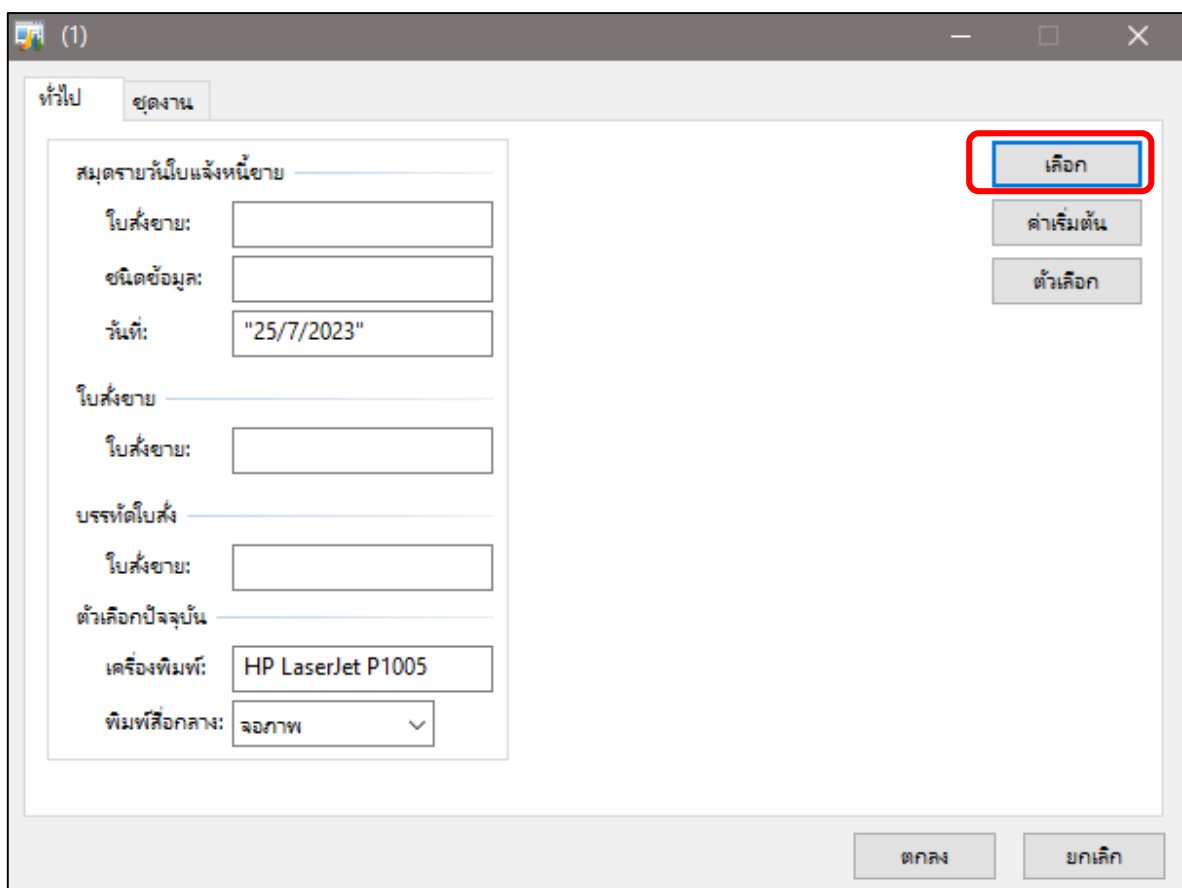 (1)
ทั่วไป
ชุดงาน
สมุดรายวันใบแจ้งหนี้ขาย
ใบสั่งขาย:
ชนิดข้อมูล:
วันที่: "25/7/2023"
ใบสั่งขาย
ใบสั่งขาย:
บรรทัดใบสั่ง
ใบสั่งขาย:
ตัวเลือกปัจจุบัน
เครื่องพิมพ์: HP LaserJet P1005
พิมพ์สื่อกลาง: จอภาพ
เลือก
ค่าเริ่มต้น
ตัวเลือก
ตกลง
ยกเลิก